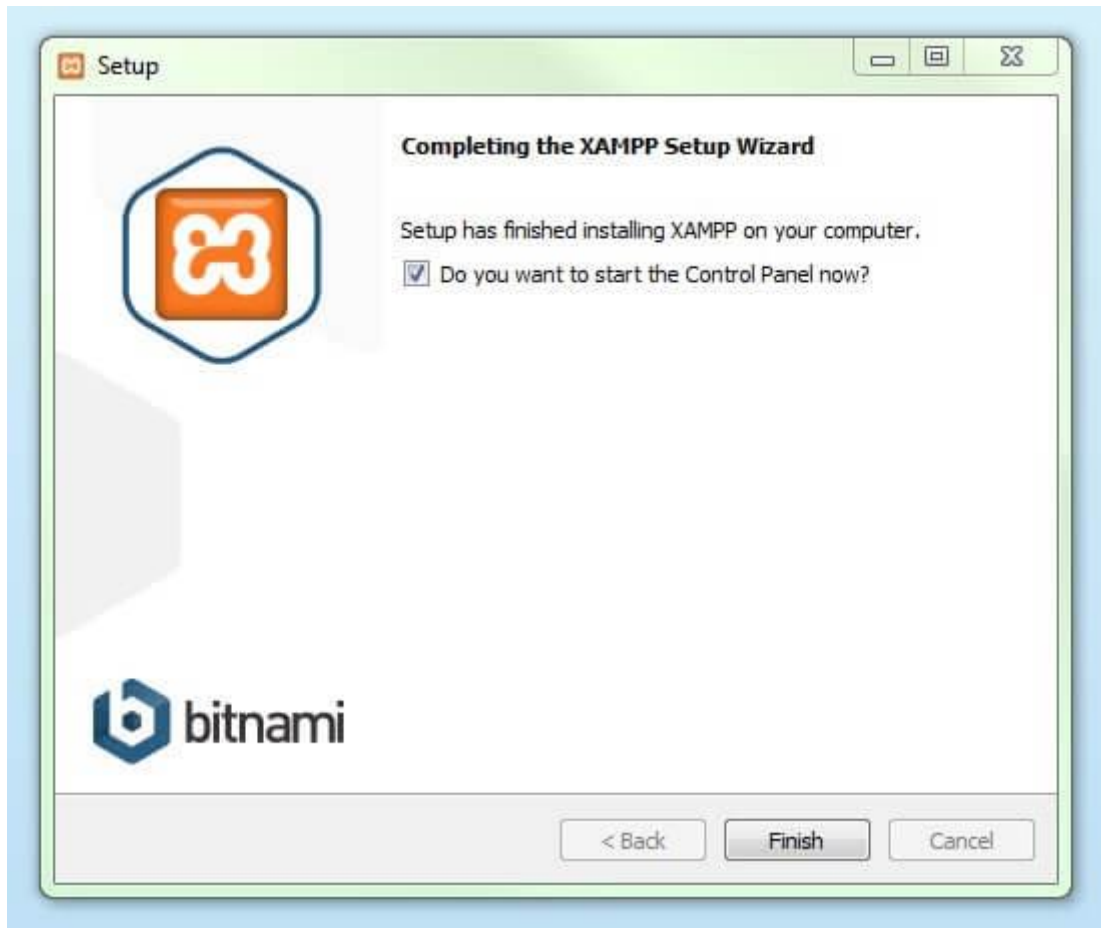 Setup
Completing the XAMPP Setup Wizard
Setup has finished installing XAMPP on your computer.
Do you want to start the Control Panel now?
bitnami
< Back Finish Cancel